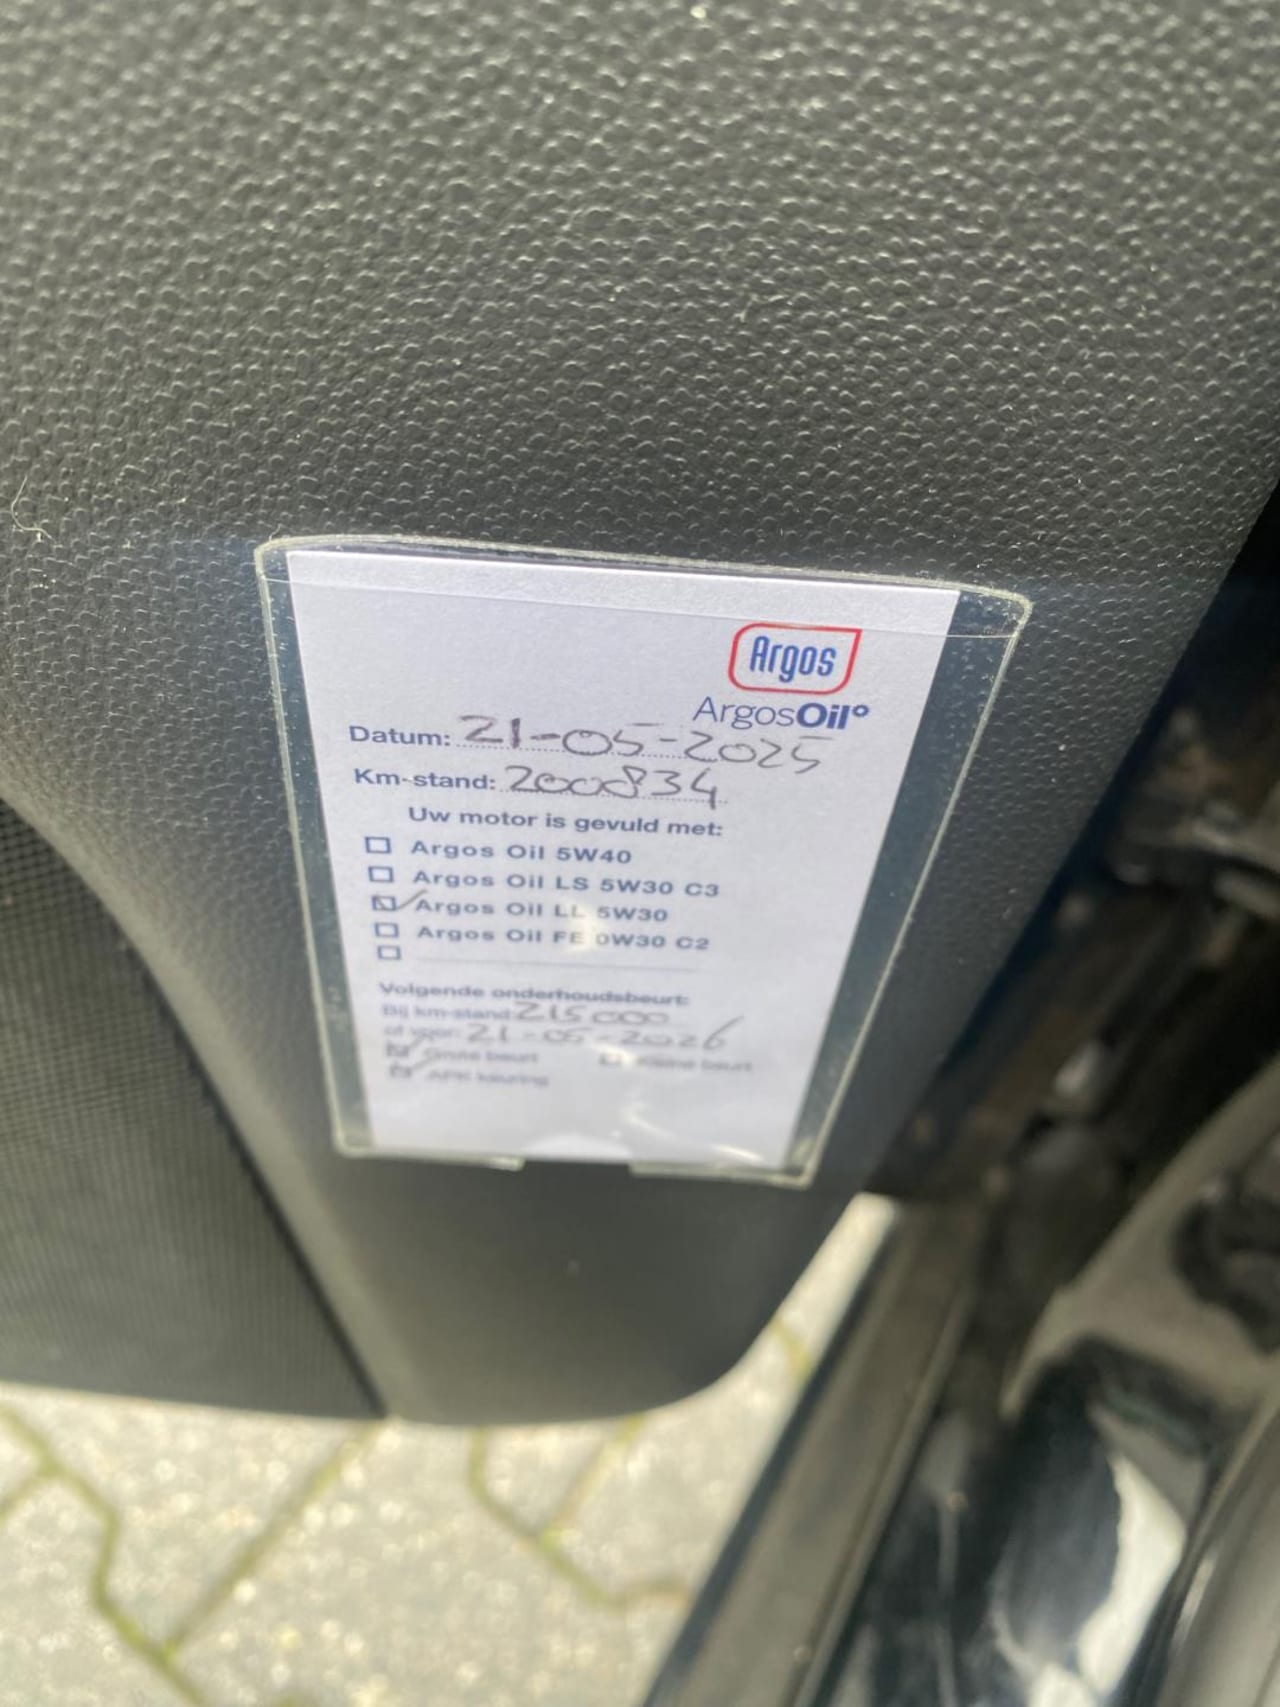 Argos
ArgosOil°
Datum: 21-05-2025
Km-stand: 200834
Uw motor is gevuld met:
Argos Oil 5W40
Argos Oil LS 5W30 C3
Argos Oil LL 5W30
Argos Oil FE 0W30 C2
Volgende onderhoudsbeurt:
Bij km-stand: 215000
of voor: 21-05-2026
Grote beurt Kleine beurt
APK keuring